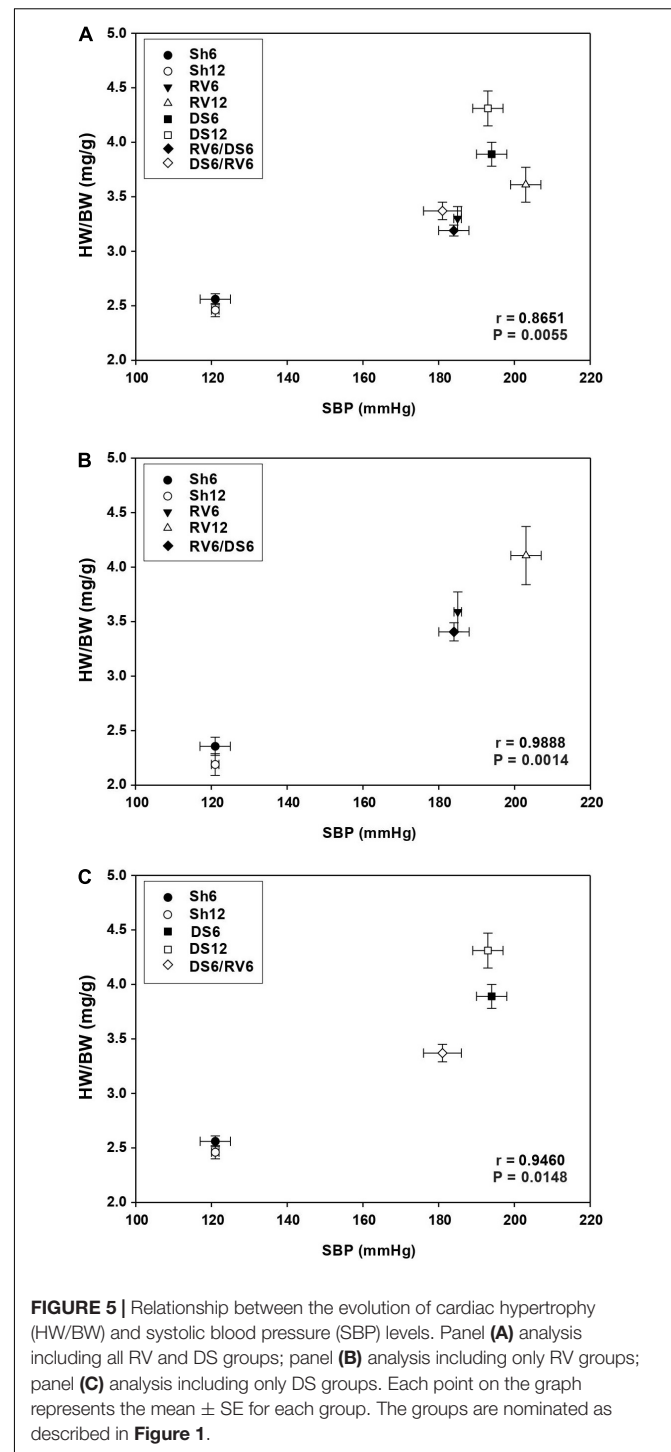 A
5.0
4.5
4.0
3.5
3.0
2.5
2.0
HW/BW (mg/g)
Sh6
Sh12
RV6
RV12
DS6
DS12
RV6/DS6
DS6/RV6
r = 0.8651
P = 0.0055
100 120 140 160 180 200 220
SBP (mmHg)
B
5.0
4.5
4.0
3.5
3.0
2.5
2.0
HW/BW (mg/g)
Sh6
Sh12
RV6
RV12
RV6/DS6
r = 0.9888
P = 0.0014
100 120 140 160 180 200 220
SBP (mmHg)
C
5.0
4.5
4.0
3.5
3.0
2.5
2.0
HW/BW (mg/g)
Sh6
Sh12
DS6
DS12
DS6/RV6
r = 0.9460
P = 0.0148
100 120 140 160 180 200 220
SBP (mmHg)
FIGURE 5 | Relationship between the evolution of cardiac hypertrophy
(HW/BW) and systolic blood pressure (SBP) levels. Panel (A) analysis
including all RV and DS groups; panel (B) analysis including only RV groups;
panel (C) analysis including only DS groups. Each point on the graph
represents the mean ± SE for each group. The groups are nominated as
described in Figure 1.